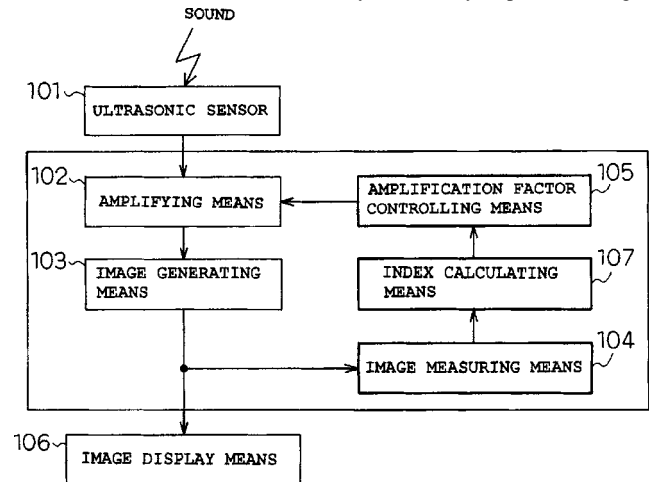 SOUND
101
ULTRASONIC SENSOR
102
AMPLIFYING MEANS
105
AMPLIFICATION FACTOR
CONTROLLING MEANS
103
IMAGE GENERATING
MEANS
107
INDEX CALCULATING
MEANS
104
IMAGE MEASURING MEANS
106
IMAGE DISPLAY MEANS